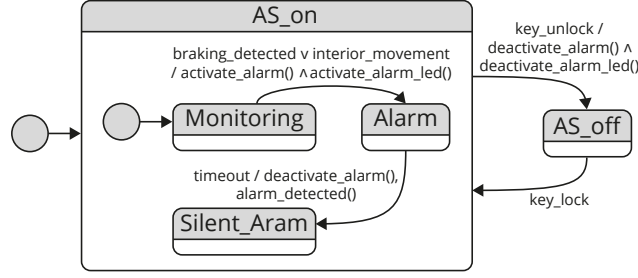 AS_on
braking_detected v interior_movement
/ activate_alarm() ∧ activate_alarm_led()
Monitoring
Alarm
timeout / deactivate_alarm(),
alarm_detected()
Silent_Aram
key_unlock /
deactivate_alarm() ∧
deactivate_alarm_led()
AS_off
key_lock